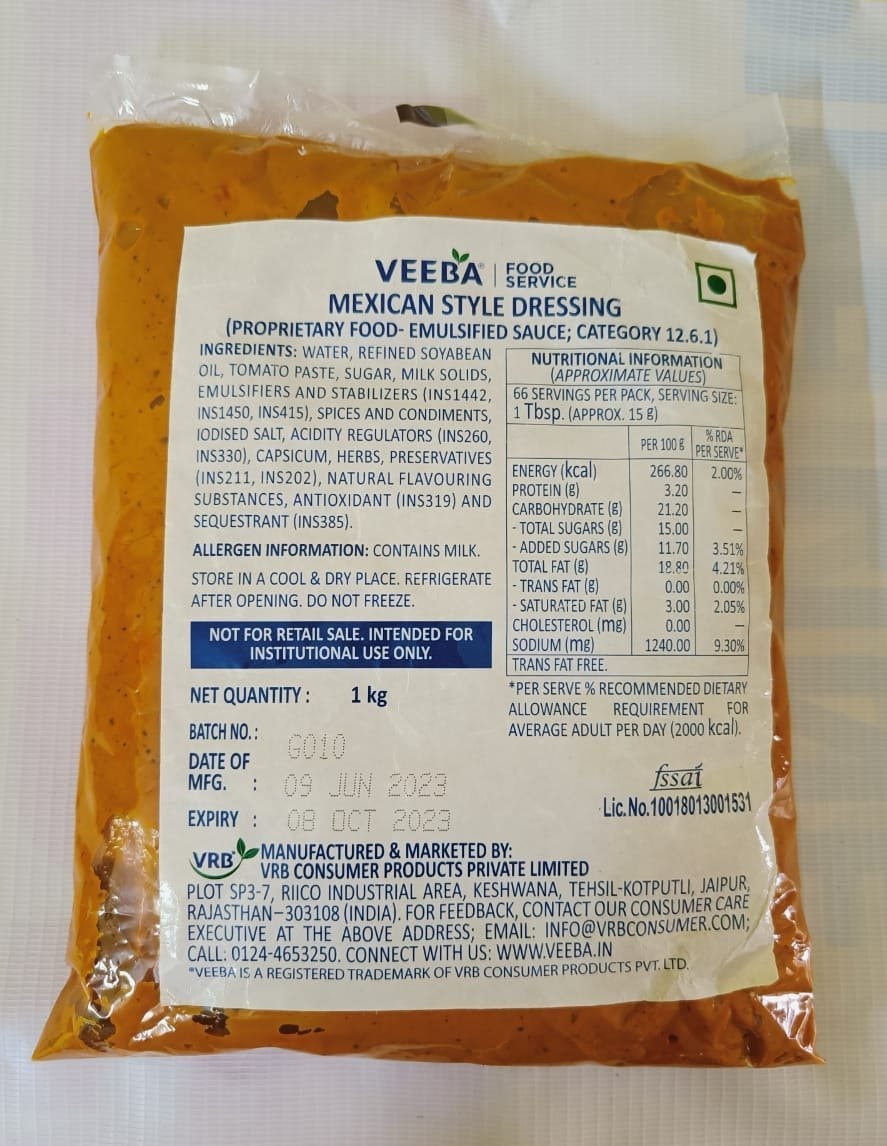 VEEBA® | FOOD SERVICE
MEXICAN STYLE DRESSING
(PROPRIETARY FOOD- EMULSIFIED SAUCE; CATEGORY 12.6.1)
INGREDIENTS: WATER, REFINED SOYABEAN
OIL, TOMATO PASTE, SUGAR, MILK SOLIDS,
EMULSIFIERS AND STABILIZERS (INS1442,
INS1450, INS415), SPICES AND CONDIMENTS,
IODISED SALT, ACIDITY REGULATORS (INS260,
INS330), CAPSICUM, HERBS, PRESERVATIVES
(INS211, INS202), NATURAL FLAVOURING
SUBSTANCES, ANTIOXIDANT (INS319) AND
SEQUESTRANT (INS385).
ALLERGEN INFORMATION: CONTAINS MILK.
STORE IN A COOL & DRY PLACE. REFRIGERATE
AFTER OPENING. DO NOT FREEZE.
NOT FOR RETAIL SALE. INTENDED FOR
INSTITUTIONAL USE ONLY.
NUTRITIONAL INFORMATION
(APPROXIMATE VALUES)
66 SERVINGS PER PACK, SERVING SIZE:
1 Tbsp. (APPROX. 15 g)
PER 100 g % RDA PER SERVE*
ENERGY (kcal) 266.80 2.00%
PROTEIN (g) 3.20 –
CARBOHYDRATE (g) 21.20 –
- TOTAL SUGARS (g) 15.00 –
- ADDED SUGARS (g) 11.70 3.51%
TOTAL FAT (g) 18.80 4.21%
- TRANS FAT (g) 0.00 0.00%
- SATURATED FAT (g) 3.00 2.05%
CHOLESTEROL (mg) 0.00 –
SODIUM (mg) 1240.00 9.30%
TRANS FAT FREE.
*PER SERVE % RECOMMENDED DIETARY
ALLOWANCE REQUIREMENT FOR
AVERAGE ADULT PER DAY (2000 kcal).
NET QUANTITY : 1 kg
BATCH NO. : G010
DATE OF
MFG. : 09 JUN 2023
EXPIRY : 08 OCT 2023
fssai
Lic. No. 10018013001531
VRB MANUFACTURED & MARKETED BY:
VRB CONSUMER PRODUCTS PRIVATE LIMITED
PLOT SP3-7, RIICO INDUSTRIAL AREA, KESHWANA, TEHSIL-KOTPUTLI, JAIPUR,
RAJASTHAN–303108 (INDIA). FOR FEEDBACK, CONTACT OUR CONSUMER CARE
EXECUTIVE AT THE ABOVE ADDRESS; EMAIL: INFO@VRBCONSUMER.COM;
CALL: 0124-4653250. CONNECT WITH US: WWW.VEEBA.IN
*VEEBA IS A REGISTERED TRADEMARK OF VRB CONSUMER PRODUCTS PVT. LTD.